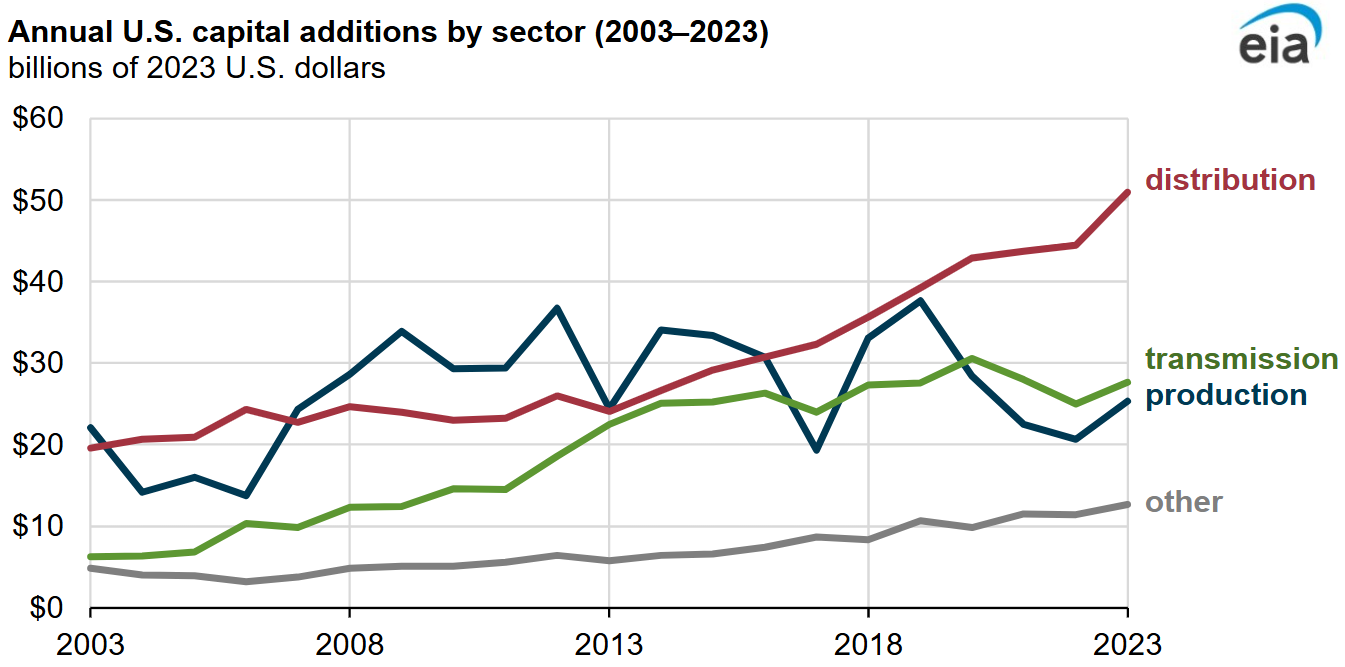 Annual U.S. capital additions by sector (2003–2023)
billions of 2023 U.S. dollars
eia
$60
$50
$40
$30
$20
$10
$0
distribution
transmission
production
other
2003 2008 2013 2018 2023